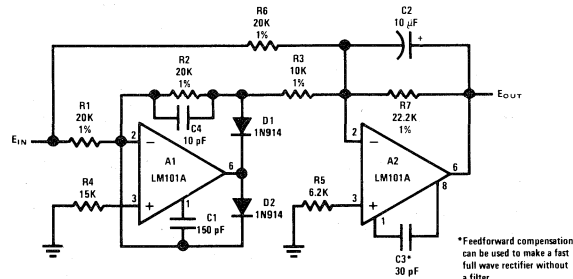 R6
20K
1%
C2
10 μF
+
R2
20K
1%
R3
10K
1%
R1
20K
1%
C4
10 pF
D1
1N914
R7
22.2K
1%
EIN
EOUT
2
−
A1
LM101A
6
2
−
A2
LM101A
6
8
R4
15K
3
+
1
C1
150 pF
D2
1N914
R5
6.2K
3
+
1
C3*
30 pF
*Feedforward compensation
can be used to make a fast
full wave rectifier without
a filter.